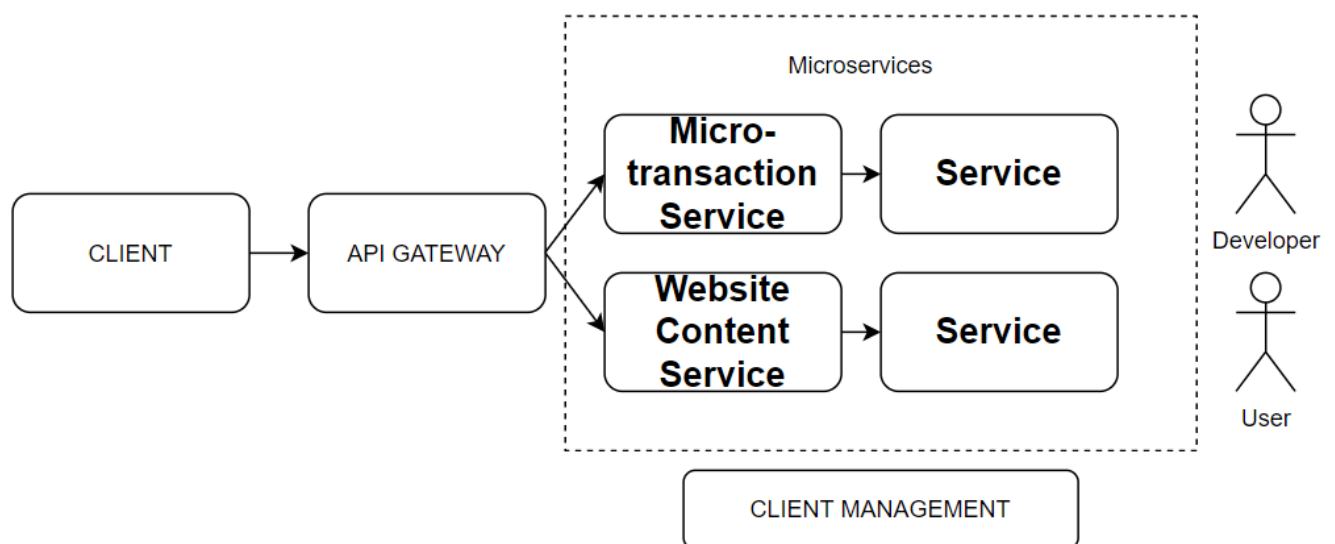 Microservices
CLIENT
API GATEWAY
Micro-
transaction
Service
Service
Website
Content
Service
Service
Developer
User
CLIENT MANAGEMENT